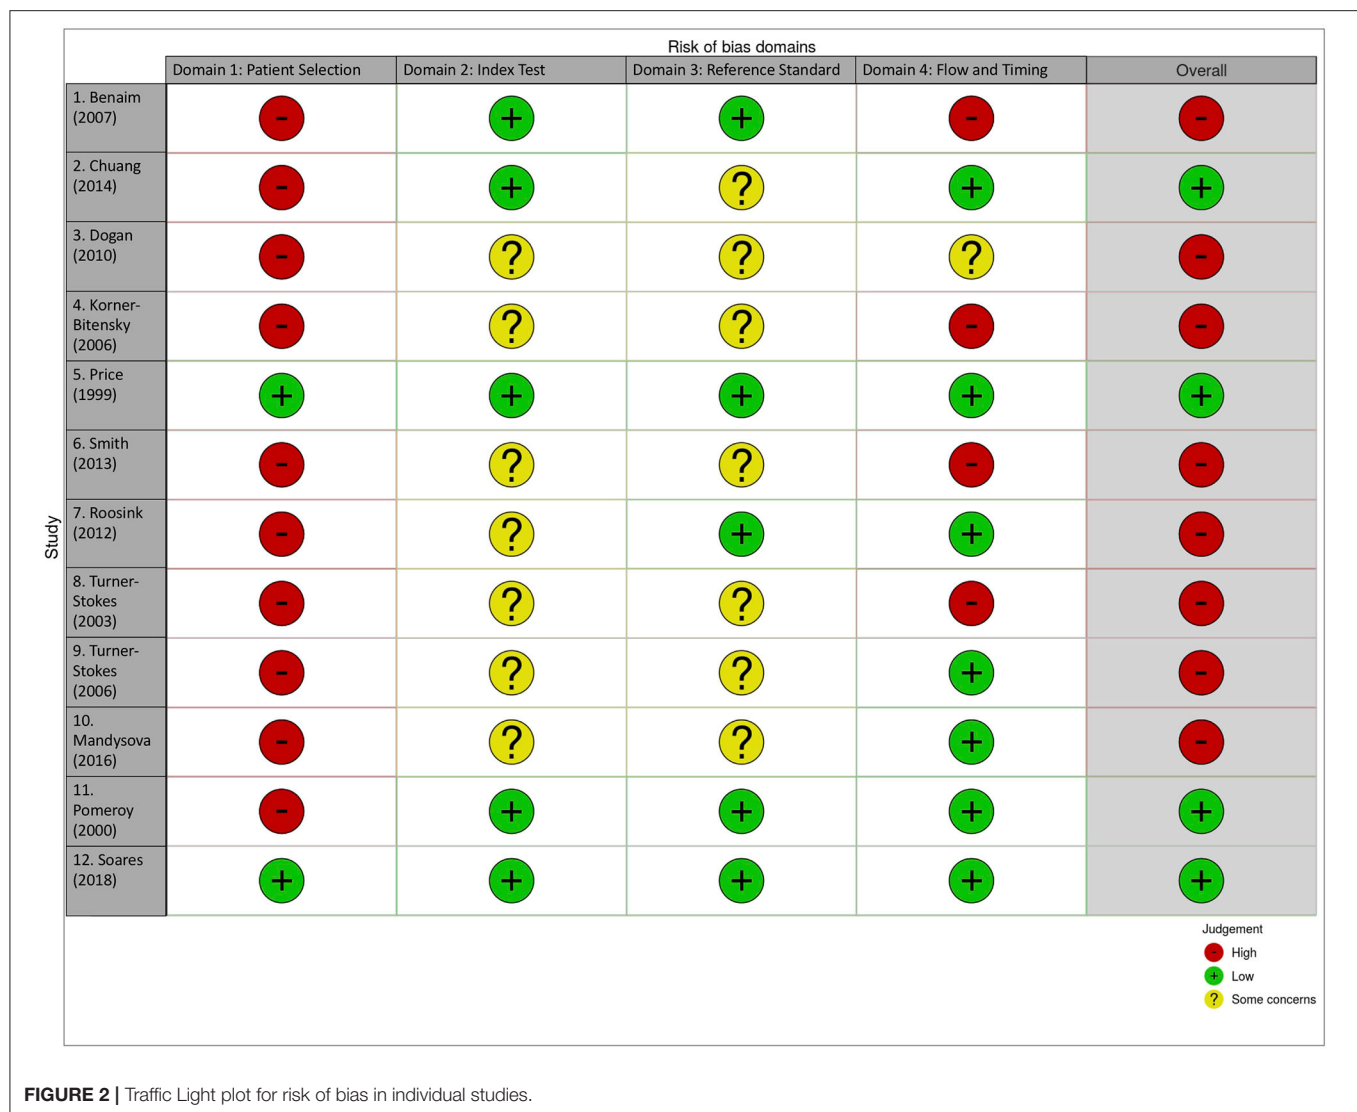 Risk of bias domains
Domain 1: Patient Selection
Domain 2: Index Test
Domain 3: Reference Standard
Domain 4: Flow and Timing
Overall
Study
1. Benaim
(2007)
- + + - -
2. Chuang
(2014)
- + ? + +
3. Dogan
(2010)
- ? ? ? -
4. Korner-
Bitensky
(2006)
- ? ? - -
5. Price
(1999)
+ + + + +
6. Smith
(2013)
- ? ? - -
7. Roosink
(2012)
- ? + + -
8. Turner-
Stokes
(2003)
- ? ? - -
9. Turner-
Stokes
(2006)
- ? ? + -
10.
Mandysova
(2016)
- ? ? + -
11.
Pomeroy
(2000)
- + + + +
12. Soares
(2018)
+ + + + +
Judgement
- High
+ Low
? Some concerns
FIGURE 2 | Traffic Light plot for risk of bias in individual studies.